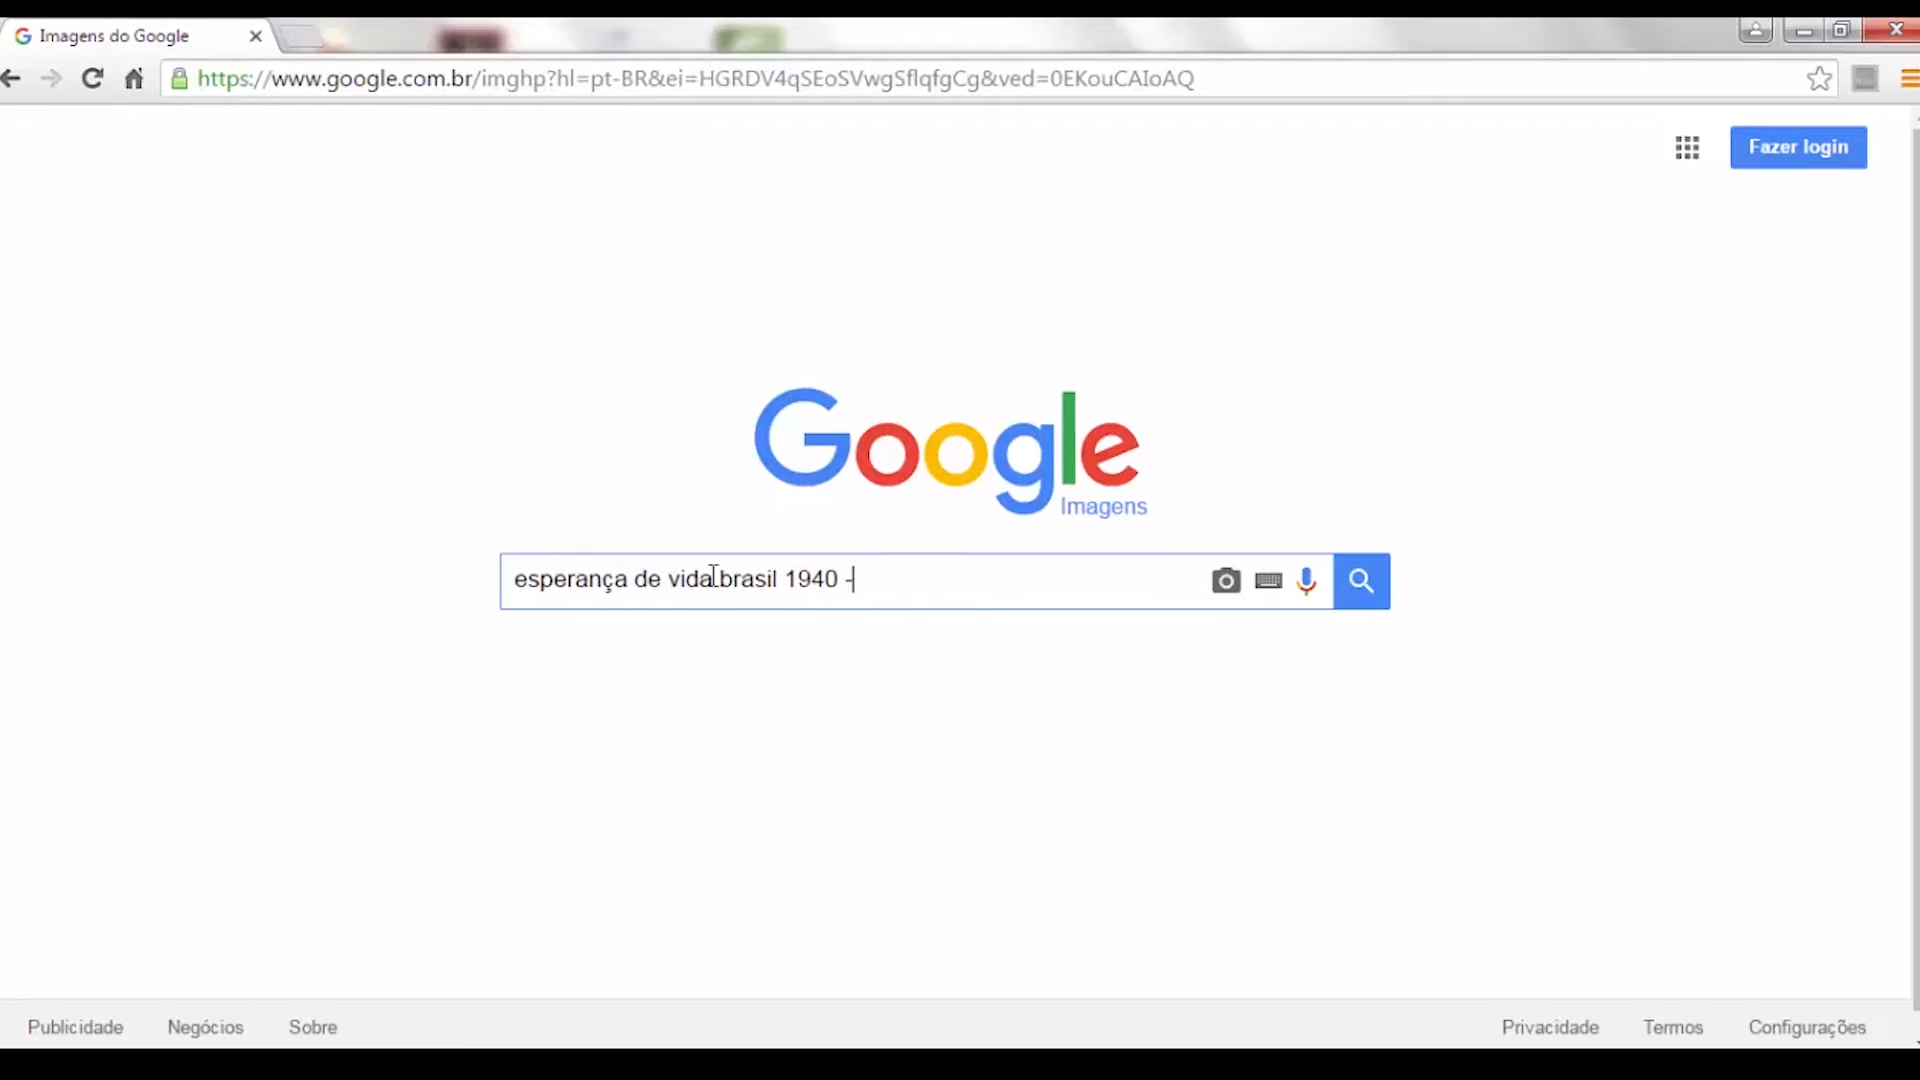 Imagens do Google
https://www.google.com.br/imghp?hl=pt-BR&ei=HGRDV4qSEoSVwgSflqfgCg&ved=0EKouCAIoAQ
Fazer login
Google
Imagens
esperança de vida brasil 1940 -
Publicidade Negócios Sobre Privacidade Termos Configurações